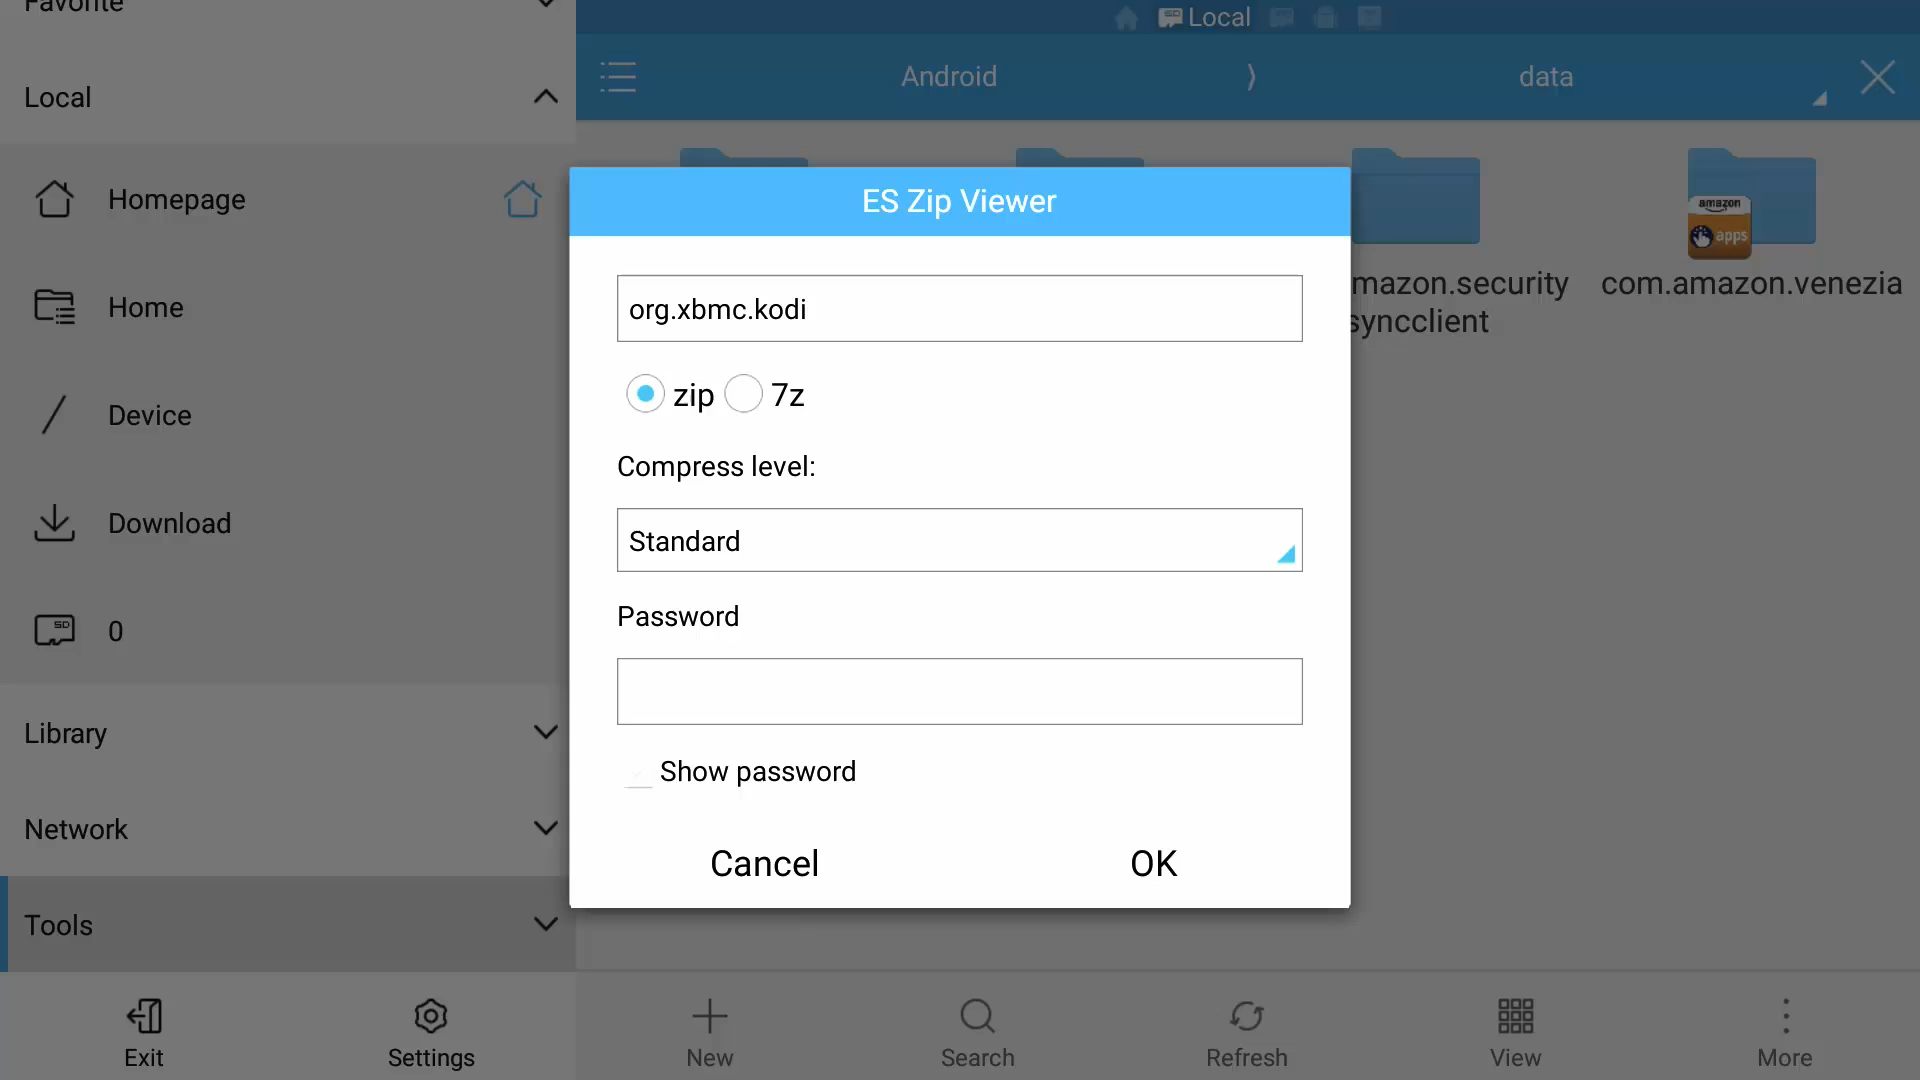 Favorite
Local
Homepage
Home
Device
Download
SD
0
Library
Network
Tools
Exit
Settings
SD Local
Android
data
amazon
apps
mazon.security
syncclient
com.amazon.venezia
ES Zip Viewer
org.xbmc.kodi
zip
7z
Compress level:
Standard
Password
Show password
Cancel
OK
New
Search
Refresh
View
More